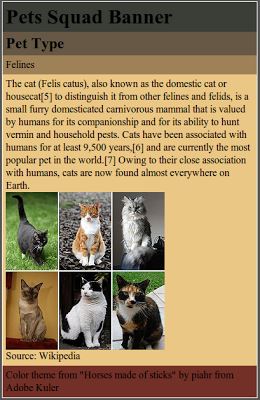 Pets Squad Banner
Pet Type
Felines
The cat (Felis catus), also known as the domestic cat or
housecat[5] to distinguish it from other felines and felids, is a
small furry domesticated carnivorous mammal that is valued
by humans for its companionship and for its ability to hunt
vermin and household pests. Cats have been associated with
humans for at least 9,500 years,[6] and are currently the most
popular pet in the world.[7] Owing to their close association
with humans, cats are now found almost everywhere on
Earth.
Source: Wikipedia
Color theme from "Horses made of sticks" by piahr from
Adobe Kuler